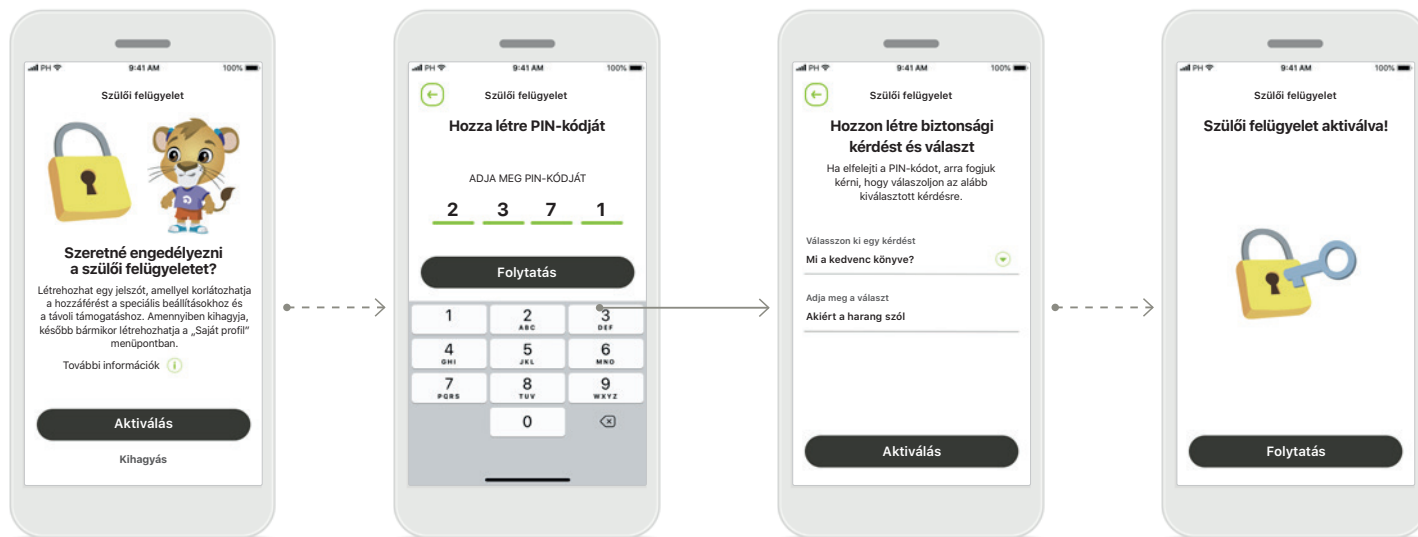 PH 9:41 AM 100%
Szülői felügyelet
Szeretné engedélyezni
a szülői felügyeletet?
Létrehozhat egy jelszót, amellyel korlátozhatja
a hozzáférést a speciális beállításokhoz és
a távoli támogatáshoz. Amennyiben kihagyja,
később bármikor létrehozhatja a „Saját profil”
menüpontban.
További információk i
Aktiválás
Kihagyás
PH 9:41 AM 100%
Szülői felügyelet
Hozza létre PIN-kódját
ADJA MEG PIN-KÓDJÁT
2 3 7 1
Folytatás
1 2 3
ABC DEF
4 5 6
GHI JKL MNO
7 8 9
PQRS TUV WXYZ
0
PH 9:41 AM 100%
Szülői felügyelet
Hozzon létre biztonsági
kérdést és választ
Ha elfelejti a PIN-kódot, arra fogjuk
kérni, hogy válaszoljon az alább
kiválasztott kérdésre.
Válasszon ki egy kérdést
Mi a kedvenc könyve?
Adja meg a választ
Akiért a harang szól
Aktiválás
PH 9:41 AM 100%
Szülői felügyelet
Szülői felügyelet aktiválva!
Folytatás